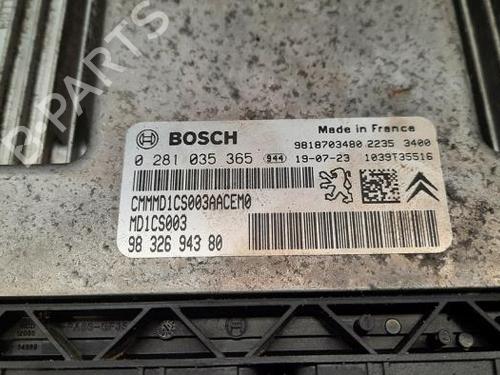 BOSCH
Made in France
0 281 035 365 944
9818703480 2235 3400
19-07-23 1039T35516
CMMMD1CS003AACEM0
MD1CS003
98 326 943 80
B-PARTS